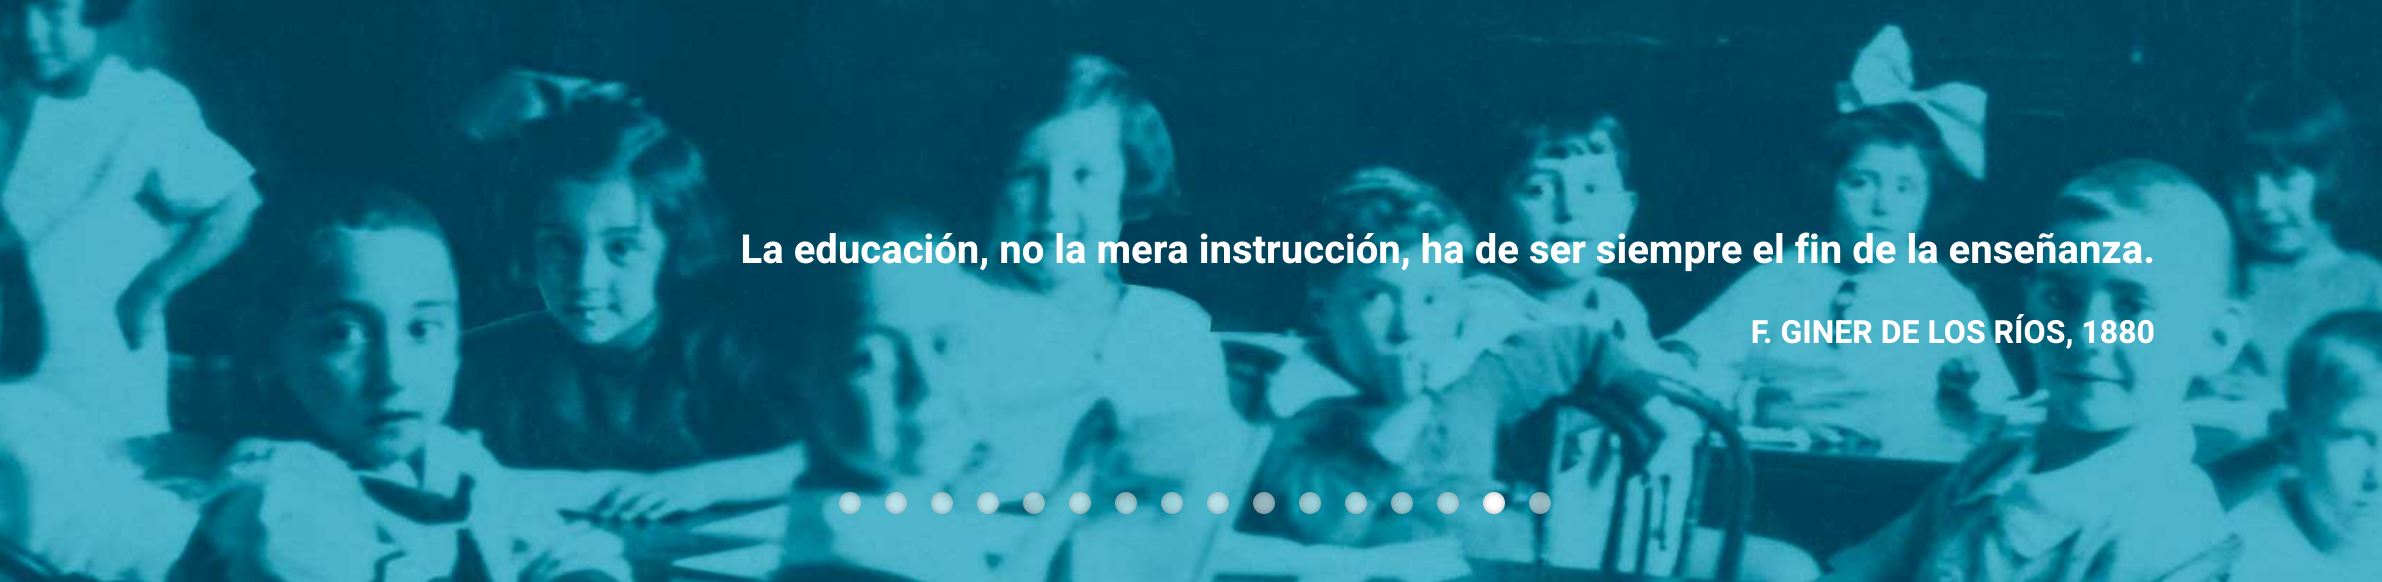 La educación, no la mera instrucción, ha de ser siempre el fin de la enseñanza.
F. GINER DE LOS RÍOS, 1880